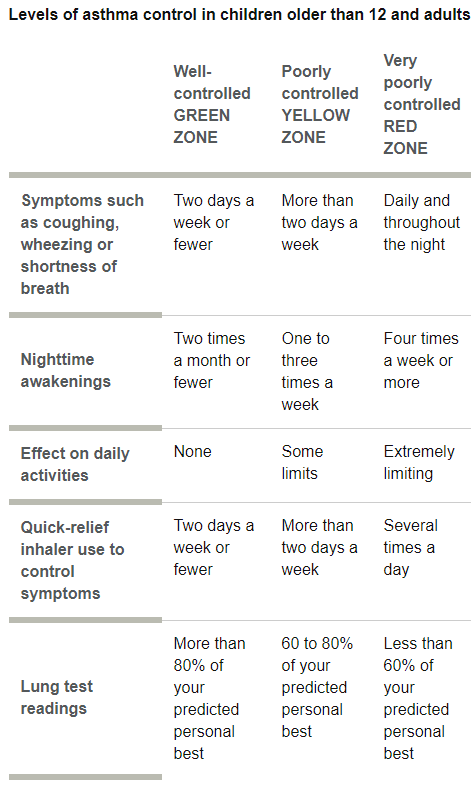 Levels of asthma control in children older than 12 and adults
Well-
controlled
GREEN
ZONE
Poorly
controlled
YELLOW
ZONE
Very
poorly
controlled
RED
ZONE
Symptoms such
as coughing,
wheezing or
shortness of
breath
Two days a
week or
fewer
More than
two days a
week
Daily and
throughout
the night
Nighttime
awakenings
Two times
a month or
fewer
One to
three
times a
week
Four times
a week or
more
Effect on daily
activities
None
Some
limits
Extremely
limiting
Quick-relief
inhaler use to
control
symptoms
Two days a
week or
fewer
More than
two days a
week
Several
times a
day
Lung test
readings
More than
80% of
your
predicted
personal
best
60 to 80%
of your
predicted
personal
best
Less than
60% of
your
predicted
personal
best